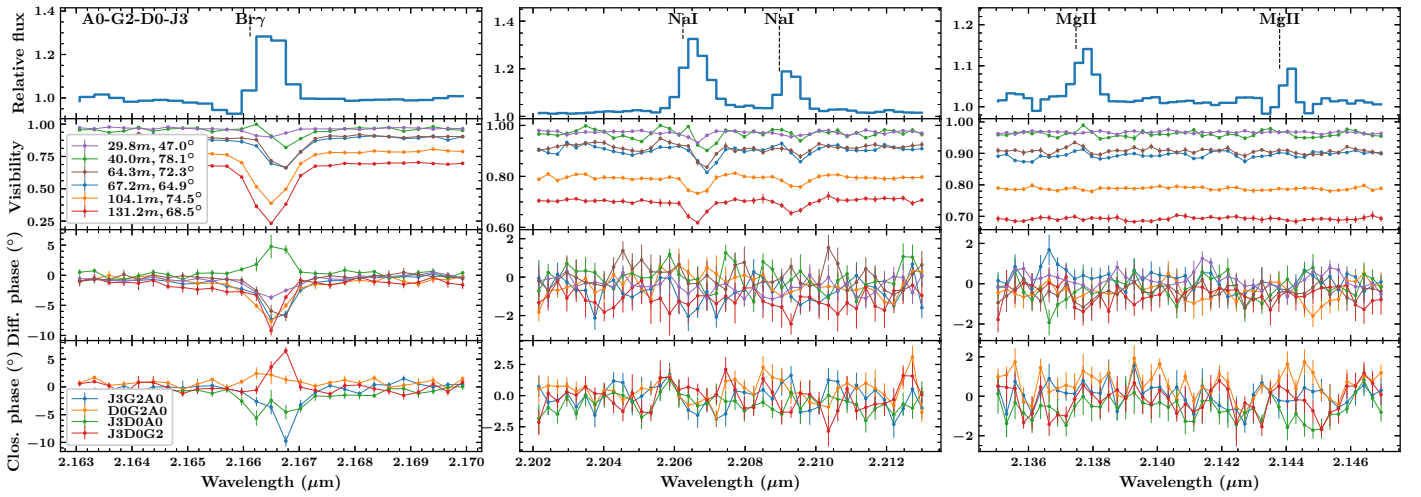 A0-G2-D0-J3
Brγ
NaI
NaI
MgII
MgII
Relative flux
1.4
1.2
1.0
1.4
1.2
1.0
1.2
1.1
1.0
Visibility
1.00
0.75
0.50
0.25
29.8m, 47.0°
40.0m, 78.1°
64.3m, 72.3°
67.2m, 64.9°
104.1m, 74.5°
131.2m, 68.5°
1.00
0.80
0.60
1.00
0.90
0.80
0.70
Diff. phase (°)
5
0
−5
−10
2
0
−2
2
0
−2
Clos. phase (°)
5
0
−5
−10
J3G2A0
D0G2A0
J3D0A0
J3D0G2
2.5
0.0
−2.5
2
0
−2
2.163 2.164 2.165 2.166 2.167 2.168 2.169 2.170
2.202 2.204 2.206 2.208 2.210 2.212
2.136 2.138 2.140 2.142 2.144 2.146
Wavelength (μm)
Wavelength (μm)
Wavelength (μm)